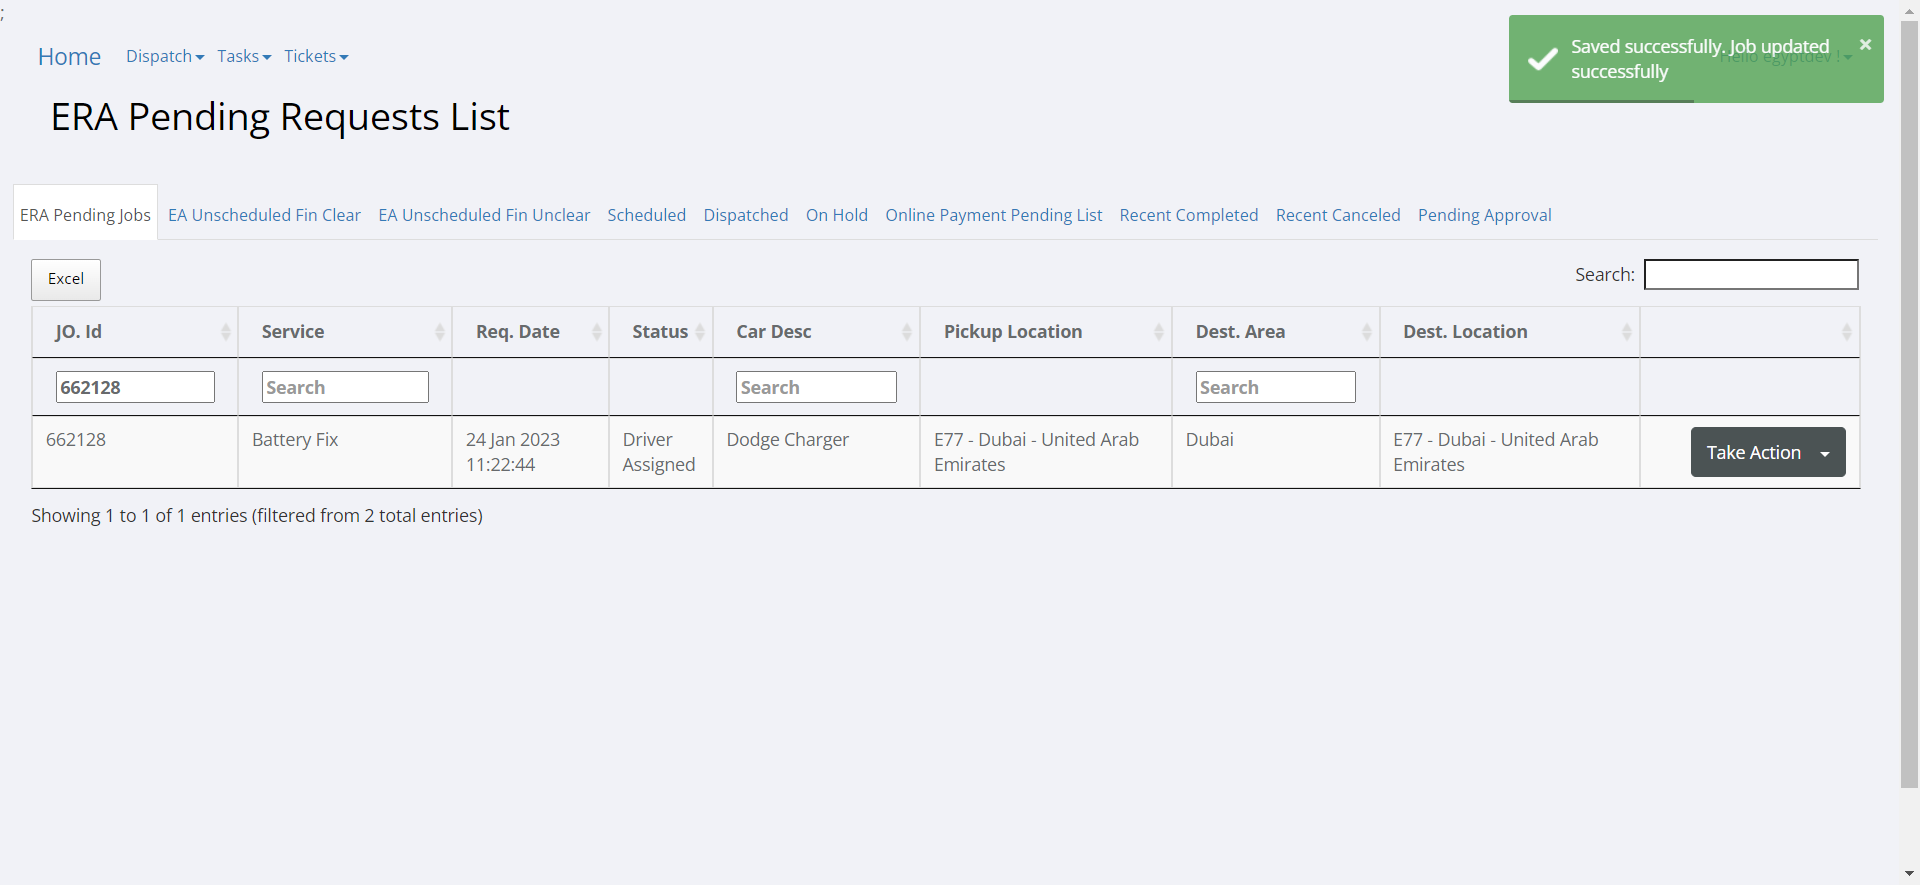 ;
Home Dispatch Tasks Tickets
Saved successfully. Job updated
successfully
×
Hello egyptdev !
ERA Pending Requests List
ERA Pending Jobs EA Unscheduled Fin Clear EA Unscheduled Fin Unclear Scheduled Dispatched On Hold Online Payment Pending List Recent Completed Recent Canceled Pending Approval
Excel
Search:
JO. Id Service Req. Date Status Car Desc Pickup Location Dest. Area Dest. Location
662128 Search Search Search
662128 Battery Fix 24 Jan 2023 Driver Dodge Charger E77 - Dubai - United Arab Dubai E77 - Dubai - United Arab Take Action
11:22:44 Assigned Emirates Emirates
Showing 1 to 1 of 1 entries (filtered from 2 total entries)